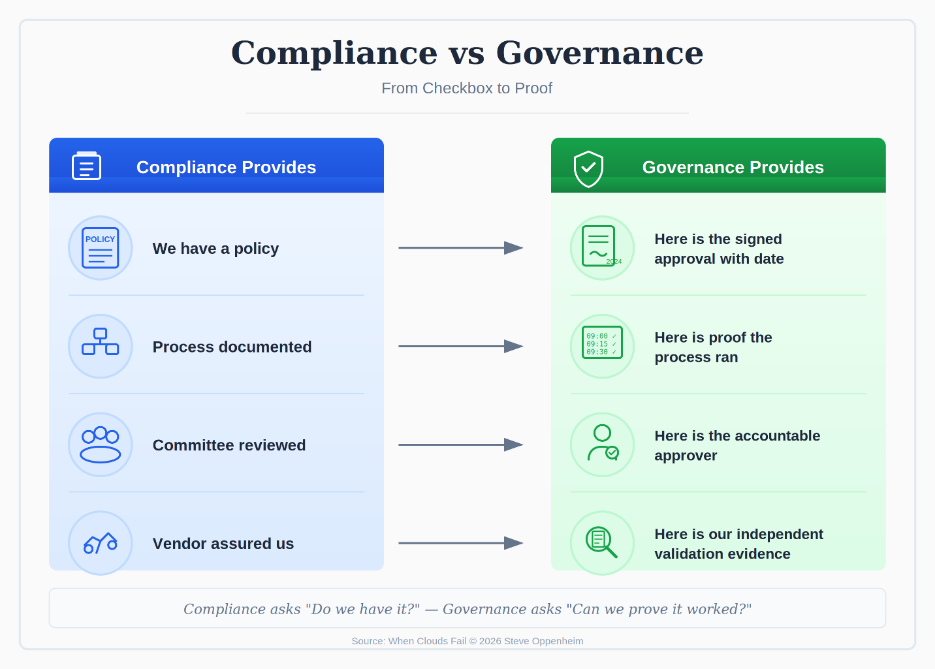 Compliance vs Governance
From Checkbox to Proof
Compliance Provides
Governance Provides
POLICY
We have a policy
2024
Here is the signed
approval with date
Process documented
09:00 ✓
09:15 ✓
09:30 ✓
Here is proof the
process ran
Committee reviewed
Here is the accountable
approver
Vendor assured us
Here is our independent
validation evidence
Compliance asks "Do we have it?" — Governance asks "Can we prove it worked?"
Source: When Clouds Fail © 2026 Steve Oppenheim